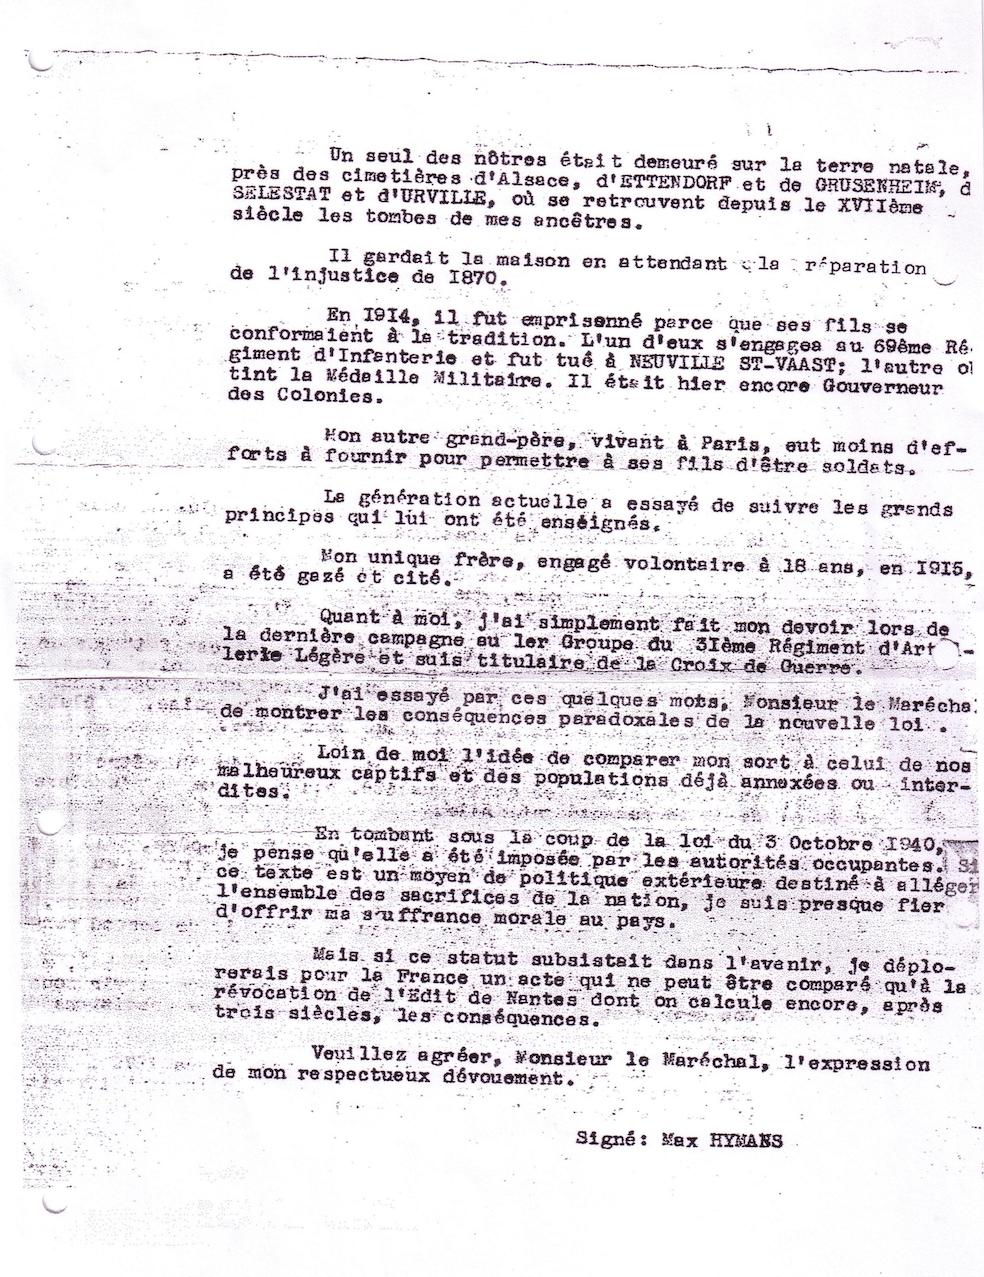 Un seul des nôtres était demeuré sur la terre natale,
près des cimetières d'Alsace, d'ETTENDORF et de GRUSENHEIM, d
SELESTAT et d'URVILLE, où se retrouvent depuis le XVIIème
siècle les tombes de mes ancêtres.
Il gardait la maison en attendant la réparation
de l'injustice de I870.
En I9I4, il fut emprisonné parce que ses fils se
conformaient à la tradition. L'un d'eux s'engagea au 69ème Ré-
giment d'Infanterie et fut tué à NEUVILLE ST-VAAST; l'autre ob
tint la Médaille Militaire. Il était hier encore Gouverneur
des Colonies.
Mon autre grand-père, vivant à Paris, eut moins d'ef-
forts à fournir pour permettre à ses fils d'être soldats.
La génération actuelle a essayé de suivre les grands
principes qui lui ont été enseignés.
Mon unique frère, engagé volontaire à I8 ans, en I9I5,
a été gazé et cité.
Quant à moi, j'ai simplement fait mon devoir lors de
la dernière campagne au 1er Groupe du 3Ième Régiment d'Art l-
lerie Légère et suis titulaire de la Croix de Guerre.
J'ai essayé par ces quelques mots, Monsieur le Marécha
de montrer les conséquences paradoxales de la nouvelle loi .
Loin de moi l'idée de comparer mon sort à celui de nos
malheureux captifs et des populations déjà annexées ou inter-
dites.
En tombant sous la coup de la loi du 3 Octobre I940,
je pense qu'elle a été imposée par les autorités occupantes. Si
ce texte est un moyen de politique extérieure destiné à alléger
l'ensemble des sacrifices de la nation, je suis presque fier
d'offrir ma suffrance morale au pays.
Mais si ce statut subsistait dans l'avenir, je déplo-
rerais pour la France un acte qui ne peut être comparé qu'à la
révocation de l'Edit de Nantes dont on calcule encore, après
trois siècles, les conséquences.
Veuillez agréer, Monsieur le Maréchal, l'expression
de mon respectueux dévouement.
Signé: Max HYMANS